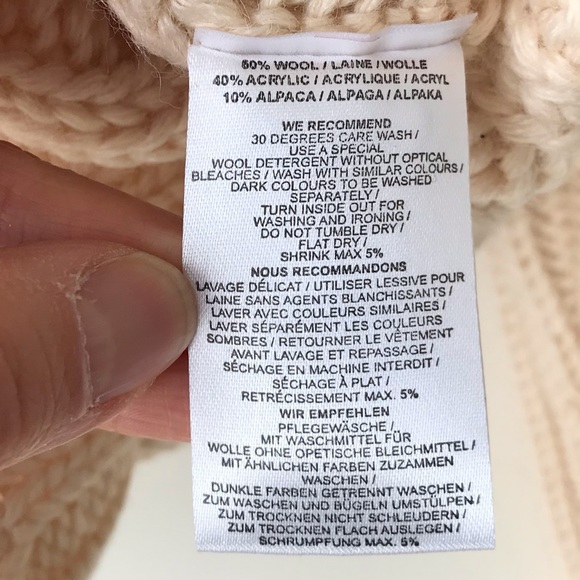 50% WOOL / LAINE / WOLLE
40% ACRYLIC / ACRYLIQUE / ACRYL
10% ALPACA / ALPAGA / ALPAKA
WE RECOMMEND
30 DEGREES CARE WASH /
USE A SPECIAL
WOOL DETERGENT WITHOUT OPTICAL
BLEACHES / WASH WITH SIMILAR COLOURS /
DARK COLOURS TO BE WASHED
SEPARATELY /
TURN INSIDE OUT FOR
WASHING AND IRONING /
DO NOT TUMBLE DRY /
FLAT DRY /
SHRINK MAX 5%
NOUS RECOMMANDONS
LAVAGE DÉLICAT / UTILISER LESSIVE POUR
LAINE SANS AGENTS BLANCHISSANTS /
LAVER AVEC COULEURS SIMILAIRES /
LAVER SÉPARÉMENT LES COULEURS
SOMBRES / RETOURNER LE VÊTEMENT
AVANT LAVAGE ET REPASSAGE /
SÉCHAGE EN MACHINE INTERDIT /
SÉCHAGE À PLAT /
RETRÉCISSEMENT MAX. 5%
WIR EMPFEHLEN
PFLEGEWÄSCHE /
MIT WASCHMITTEL FÜR
WOLLE OHNE OPETISCHE BLEICHMITTEL /
MIT ÄHNLICHEN FARBEN ZUZAMMEN
WASCHEN /
DUNKLE FARBEN GETRENNT WASCHEN /
ZUM WASCHEN UND BÜGELN UMSTÜLPEN /
ZUM TROCKNEN NICHT SCHLEUDERN /
ZUM TROCKNEN FLACH AUSLEGEN /
SCHRUMPFUNG MAX. 5%